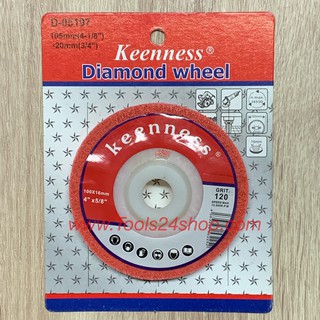 D-05197
105mm(4-1/8")
-20mm(3/4")
Keenness®
Diamond wheel
keenness®
100X16mm
4" x5/8"
GRIT:
120
www.Tools24shop.com